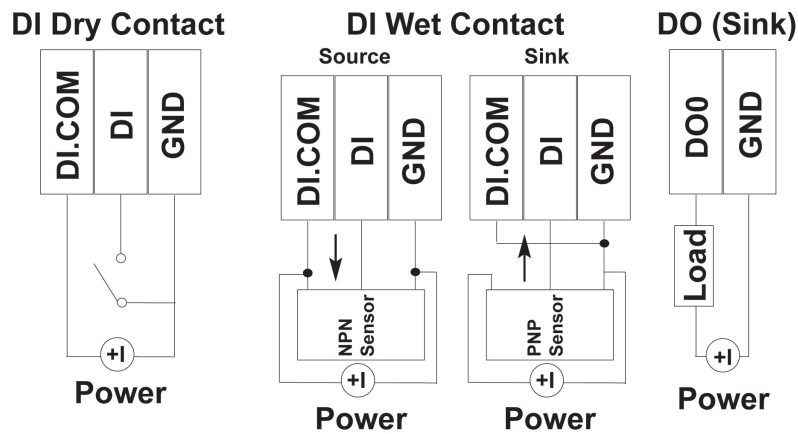 DI Dry Contact
DI.COM
DI
GND
Power
DI Wet Contact
Source
DI.COM
DI
GND
NPN
Sensor
Power
Sink
DI.COM
DI
GND
PNP
Sensor
Power
DO (Sink)
DO0
GND
Load
Power